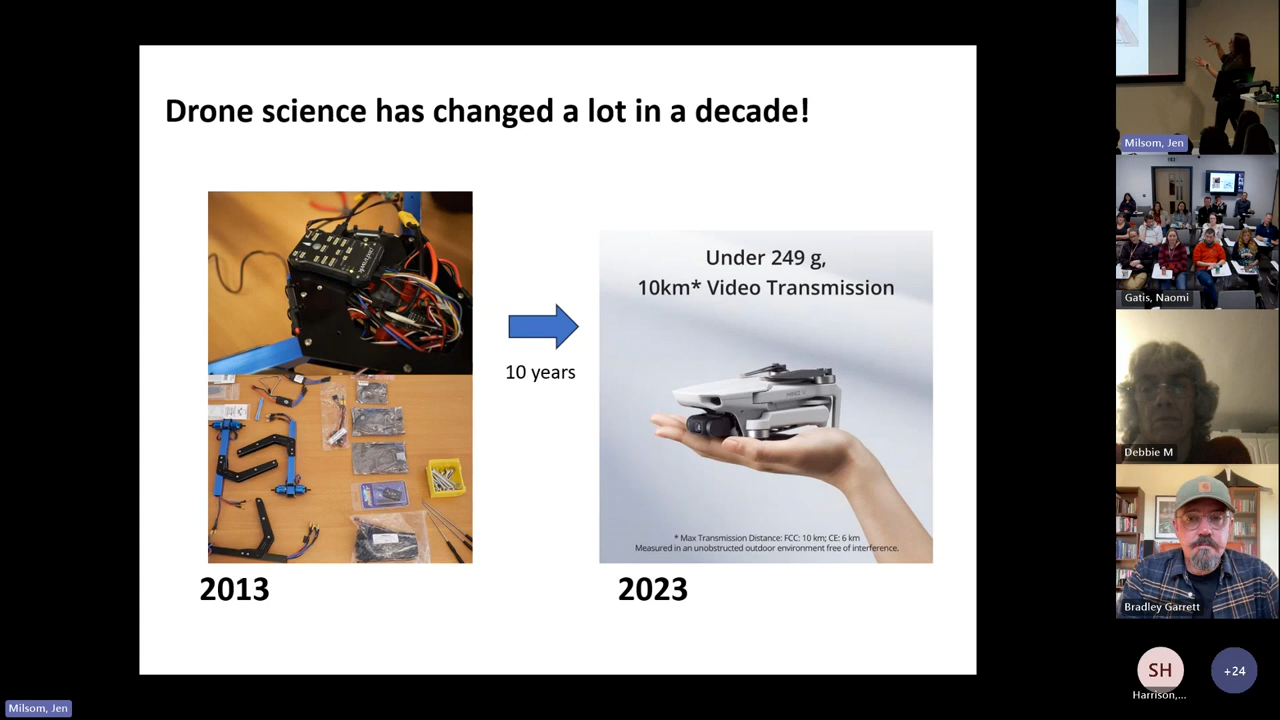 Drone science has changed a lot in a decade!
Under 249 g,
10km* Video Transmission
10 years
* Max Transmission Distance: FCC: 10 km; CE: 6 km
Measured in an unobstructed outdoor environment free of interference.
2013
2023
Milsom, Jen
Milsom, Jen
Gatis, Naomi
Debbie M
Bradley Garrett
SH
+24
Harrison,...